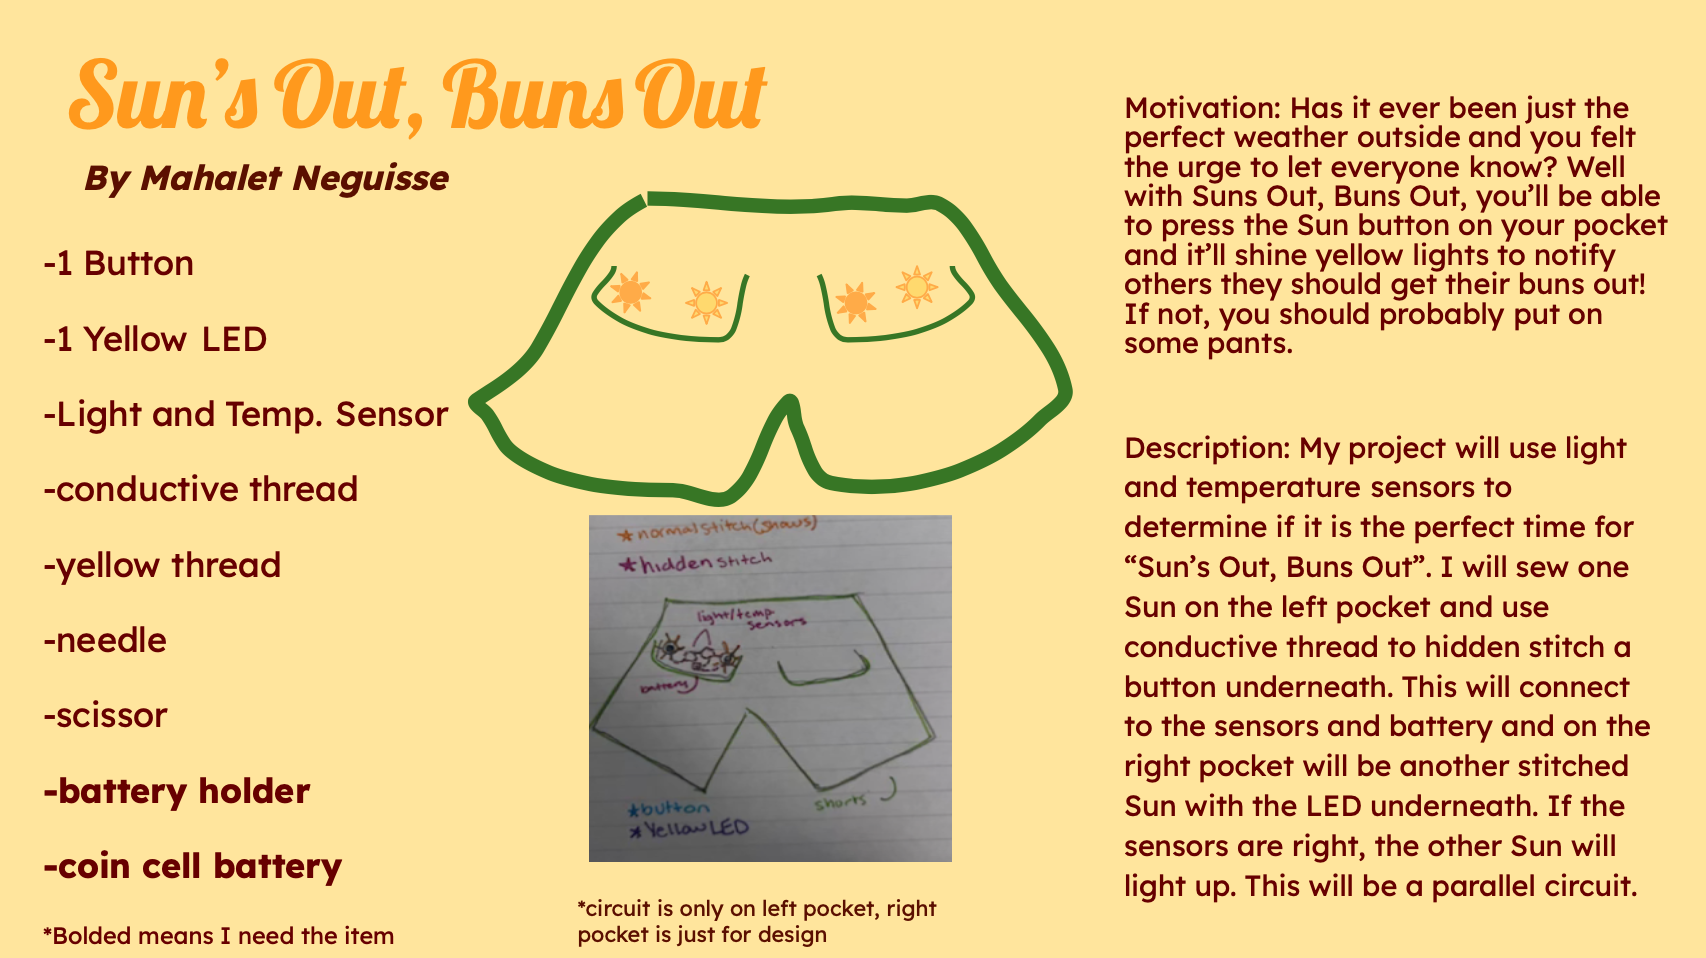 Sun's Out, Buns Out
By Mahalet Neguisse
-1 Button
-1 Yellow LED
-Light and Temp. Sensor
-conductive thread
-yellow thread
-needle
-scissor
-battery holder
-coin cell battery
*Bolded means I need the item
*normal stitch (shows)
*hidden stitch
light/temp
sensors
battery
*button
*Yellow LED
shorts
*circuit is only on left pocket, right
pocket is just for design
Motivation: Has it ever been just the
perfect weather outside and you felt
the urge to let everyone know? Well
with Suns Out, Buns Out, you'll be able
to press the Sun button on your pocket
and it'll shine yellow lights to notify
others they should get their buns out!
If not, you should probably put on
some pants.
Description: My project will use light
and temperature sensors to
determine if it is the perfect time for
“Sun's Out, Buns Out”. I will sew one
Sun on the left pocket and use
conductive thread to hidden stitch a
button underneath. This will connect
to the sensors and battery and on the
right pocket will be another stitched
Sun with the LED underneath. If the
sensors are right, the other Sun will
light up. This will be a parallel circuit.